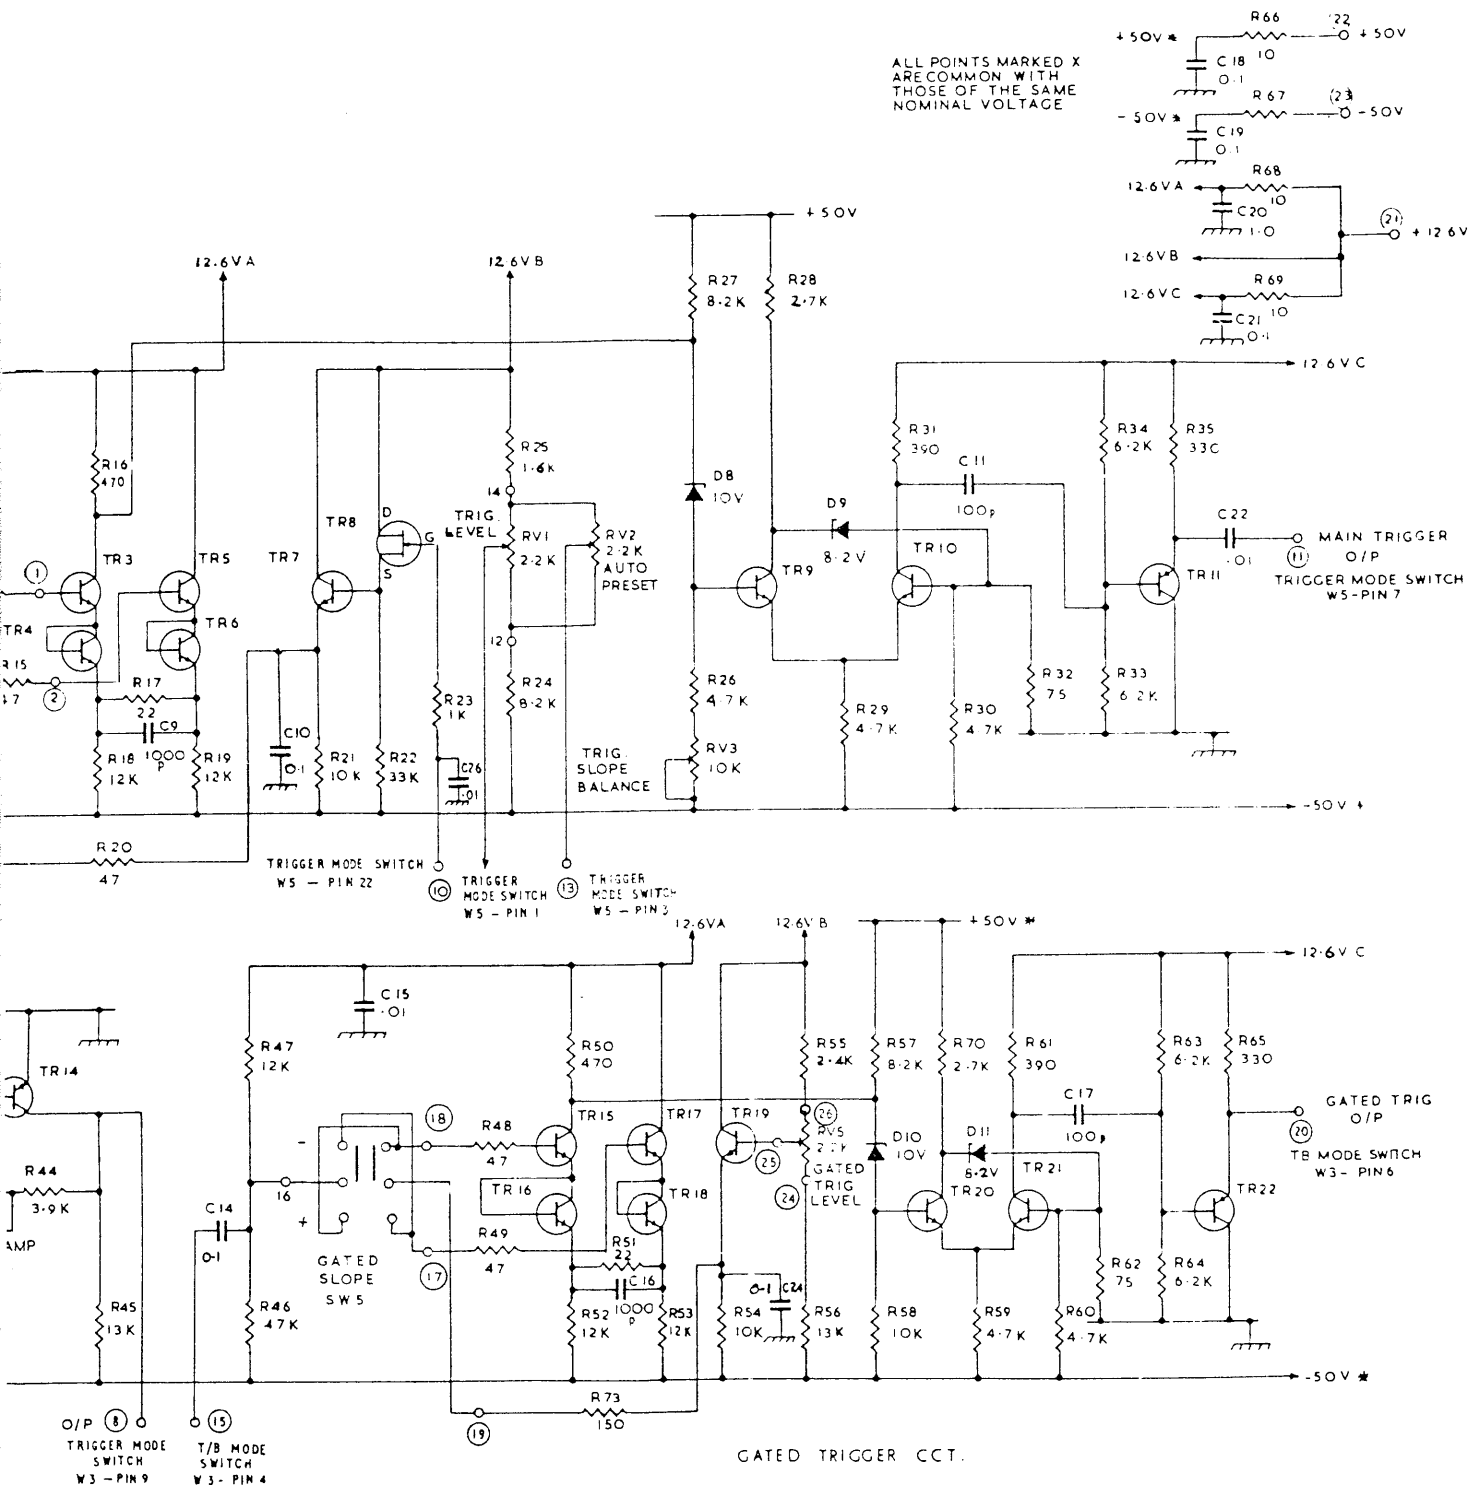 ALL POINTS MARKED X
ARE COMMON WITH
THOSE OF THE SAME
NOMINAL VOLTAGE
+50V *
R66
10
(22)
+50V
C18
0.1
-50V *
R67
(23)
-50V
C19
0.1
12.6VA
R68
10
C20
1.0
(21)
+12.6V
12.6VB
12.6VC
R69
10
C21
0.1
12.6VA
12.6VB
+50V
R27
8.2K
R28
2.7K
12.6VC
R16
470
R25
1.6K
14
D8
10V
D9
8.2V
R31
390
C11
100p
R34
6.2K
R35
330
TR3
TR5
TR7
TR8
D
G
S
TRIG.
LEVEL
RV1
2.2K
RV2
2.2K
AUTO
PRESET
TR9
TR10
TR11
C22
.01
11
MAIN TRIGGER
O/P
TRIGGER MODE SWITCH
W5-PIN 7
1
TR4
TR6
R15
47
2
R17
22
C9
1000
p
R18
12K
R19
12K
C10
0.1
R21
10K
R22
33K
R23
1K
C26
.01
12
R24
8.2K
TRIG.
SLOPE
BALANCE
R26
4.7K
RV3
10K
R29
4.7K
R30
4.7K
R32
75
R33
6.2K
-50V
R20
47
TRIGGER MODE SWITCH
W5 - PIN 22
10
TRIGGER
MODE SWITCH
W5 - PIN 1
13
TRIGGER
MODE SWITCH
W5 - PIN 3
12.6VA
12.6VB
+50V *
12.6VC
C15
.01
TR14
R47
12K
R50
470
R55
2.4K
R57
8.2K
R70
2.7K
R61
390
R63
6.2K
R65
330
C17
100p
-
18
R48
47
TR15
TR17
TR19
26
RV5
25
24
GATED
TRIG
LEVEL
D10
10V
D11
8.2V
TR20
TR21
TR22
GATED TRIG
O/P
20
TB MODE SWITCH
W3- PIN 6
R44
3.9K
AMP
16
C14
0.1
+
GATED
SLOPE
SW5
17
R49
47
TR16
TR18
R51
22
C16
1000
p
R45
13K
R46
47K
R52
12K
R53
12K
R54
10K
0.1
C24
R56
13K
R58
10K
R59
4.7K
R60
4.7K
R62
75
R64
6.2K
-50V *
R73
150
19
O/P
8
TRIGGER MODE
SWITCH
W3 - PIN 9
15
T/B MODE
SWITCH
W3- PIN 4
GATED TRIGGER CCT.